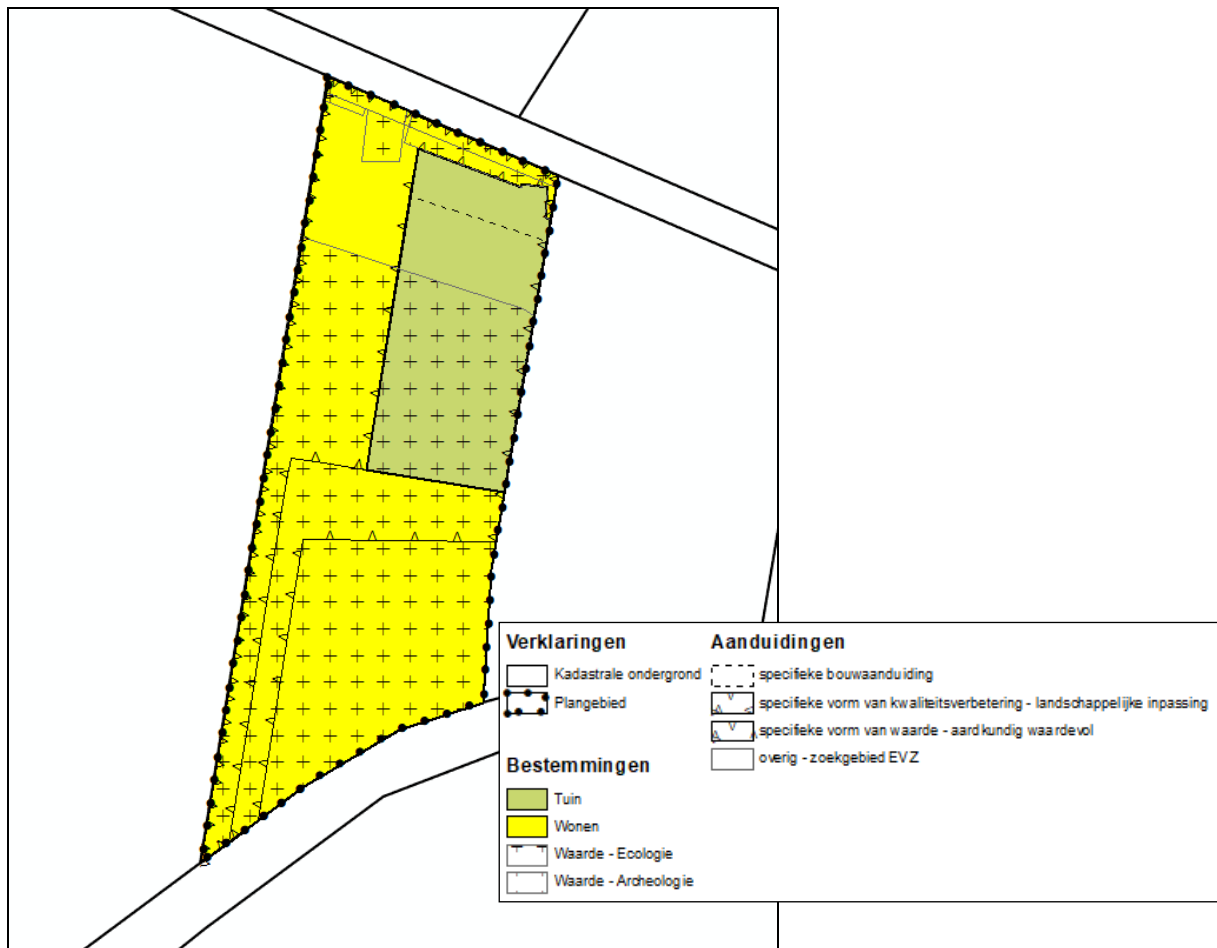 Verklaringen
Kadastrale ondergrond
Plangebied
Bestemmingen
Tuin
Wonen
Waarde - Ecologie
Waarde - Archeologie
Aanduidingen
specifieke bouwaanduiding
specifieke vorm van kwaliteitsverbetering - landschappelijke inpassing
specifieke vorm van waarde - aardkundig waardevol
overig - zoekgebied EVZ